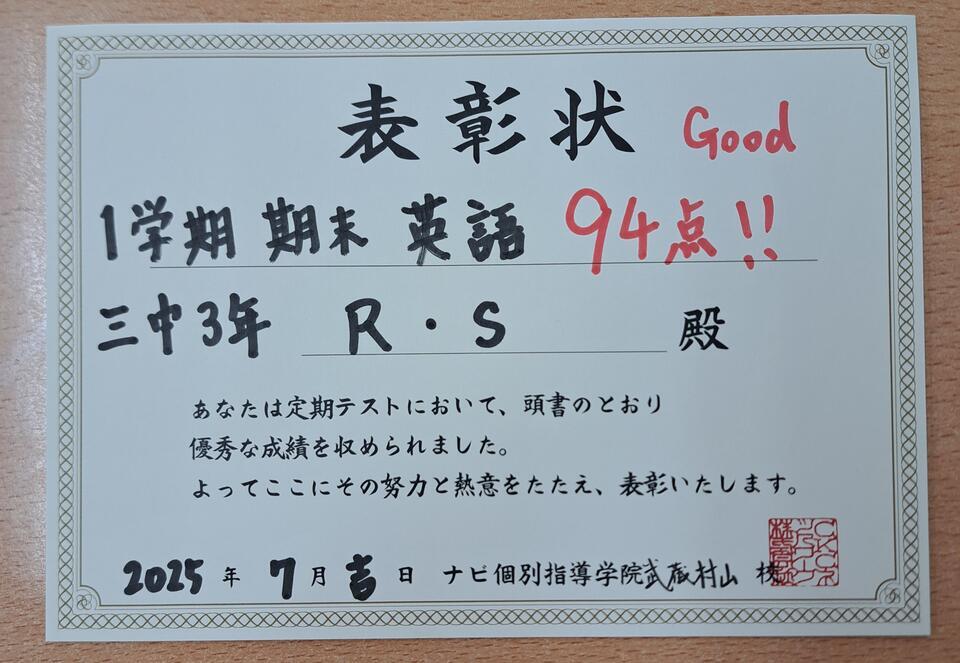 表彰状 Good
1学期 期末 英語 94点!!
三中3年 R・S 殿
あなたは定期テストにおいて、頭書のとおり
優秀な成績を収められました。
よってここにその努力と熱意をたたえ、表彰いたします。
2025年 7月 吉日 ナビ個別指導学院武蔵村山校